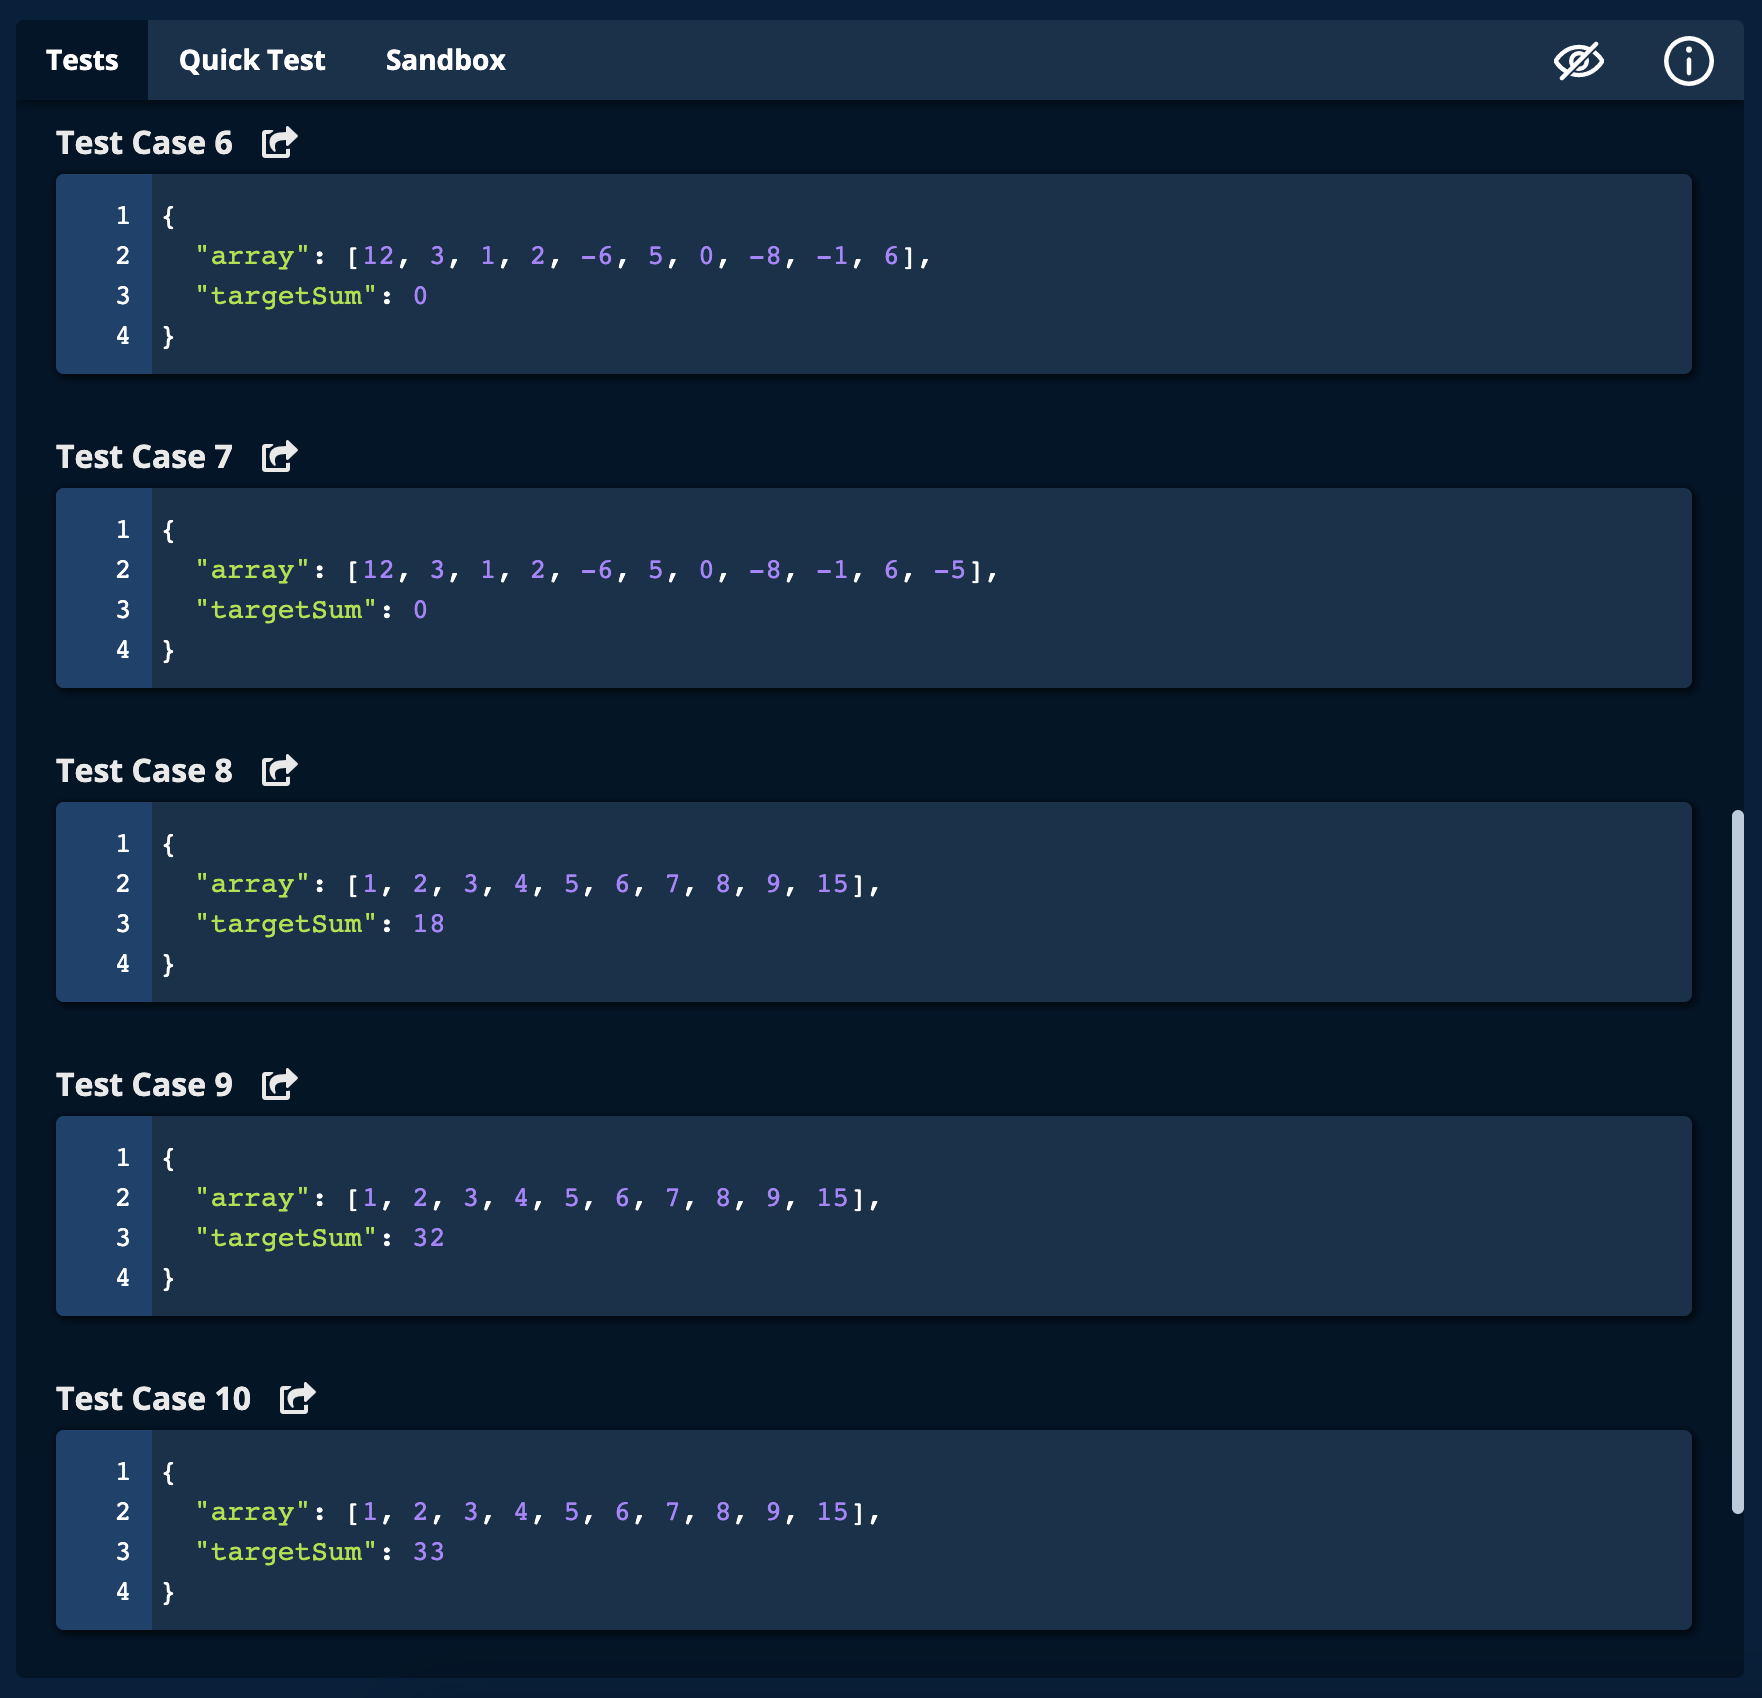 Tests Quick Test Sandbox
Test Case 6
1 {
2 "array": [12, 3, 1, 2, -6, 5, 0, -8, -1, 6],
3 "targetSum": 0
4 }
Test Case 7
1 {
2 "array": [12, 3, 1, 2, -6, 5, 0, -8, -1, 6, -5],
3 "targetSum": 0
4 }
Test Case 8
1 {
2 "array": [1, 2, 3, 4, 5, 6, 7, 8, 9, 15],
3 "targetSum": 18
4 }
Test Case 9
1 {
2 "array": [1, 2, 3, 4, 5, 6, 7, 8, 9, 15],
3 "targetSum": 32
4 }
Test Case 10
1 {
2 "array": [1, 2, 3, 4, 5, 6, 7, 8, 9, 15],
3 "targetSum": 33
4 }